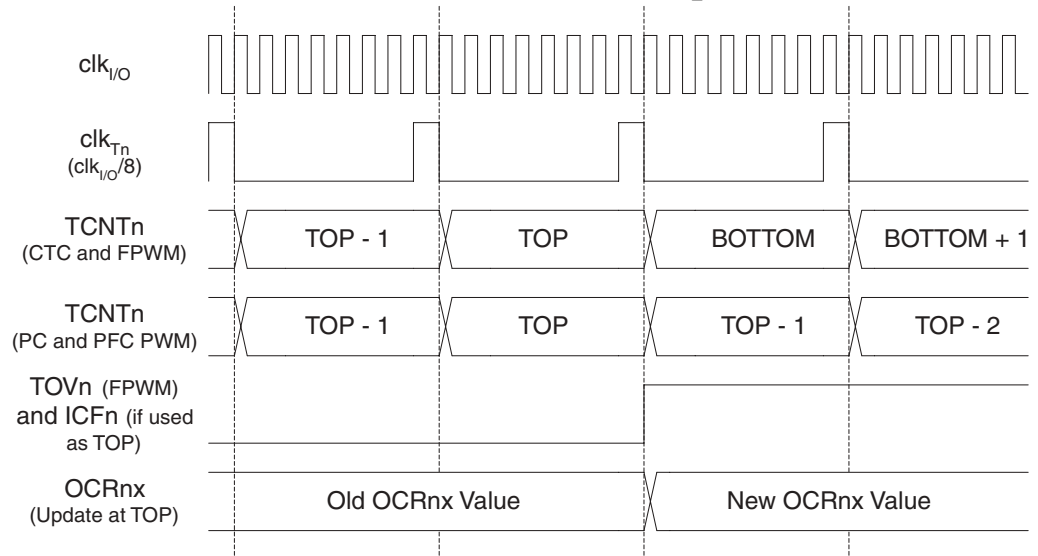 clkI/O
clkTn
(clkI/O/8)
TCNTn
(CTC and FPWM)
TOP - 1
TOP
BOTTOM
BOTTOM + 1
TCNTn
(PC and PFC PWM)
TOP - 1
TOP
TOP - 1
TOP - 2
TOVn (FPWM)
and ICFn (if used
as TOP)
OCRnx
(Update at TOP)
Old OCRnx Value
New OCRnx Value